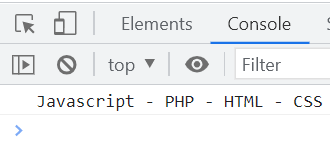 Elements Console
top Filter
Javascript - PHP - HTML - CSS